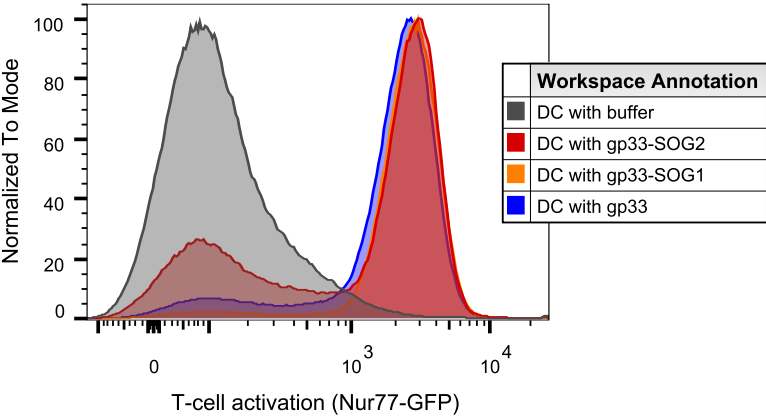 Normalized To Mode
100
80
60
40
20
0
0
10 3
10 4
T-cell activation (Nur77-GFP)
Workspace Annotation
DC with buffer
DC with gp33-SOG2
DC with gp33-SOG1
DC with gp33